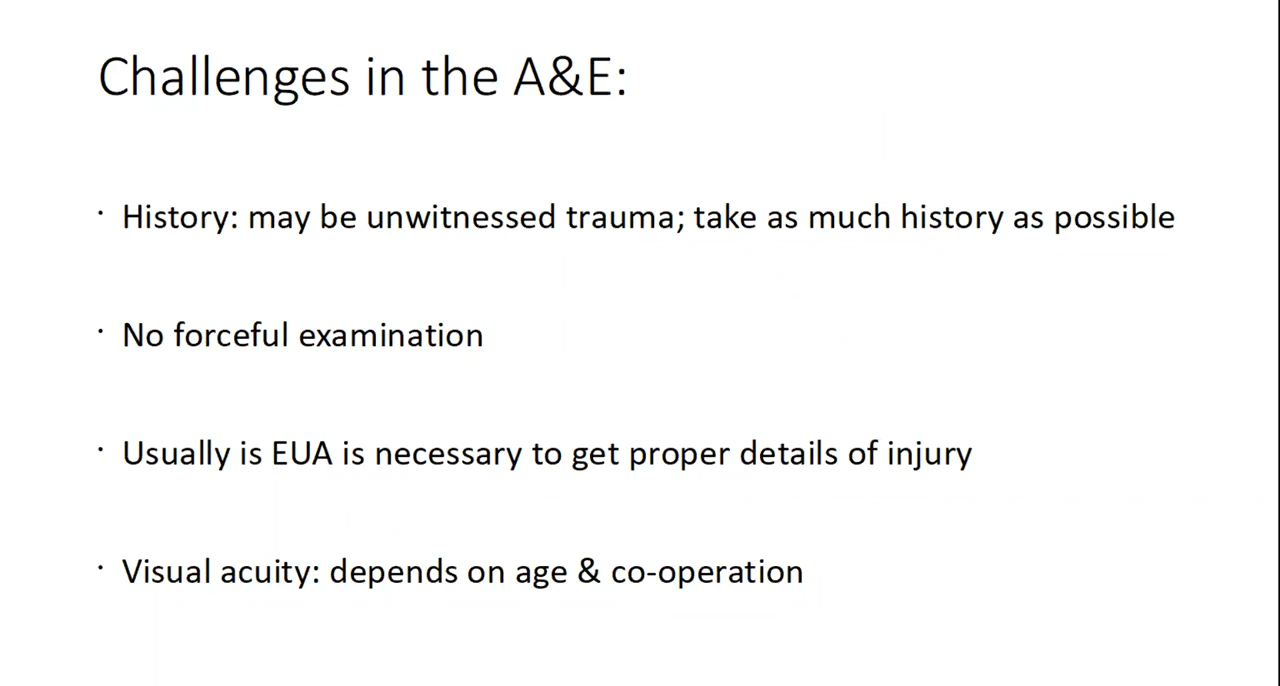 Challenges in the A&E:
· History: may be unwitnessed trauma; take as much history as possible
· No forceful examination
· Usually is EUA is necessary to get proper details of injury
· Visual acuity: depends on age & co-operation